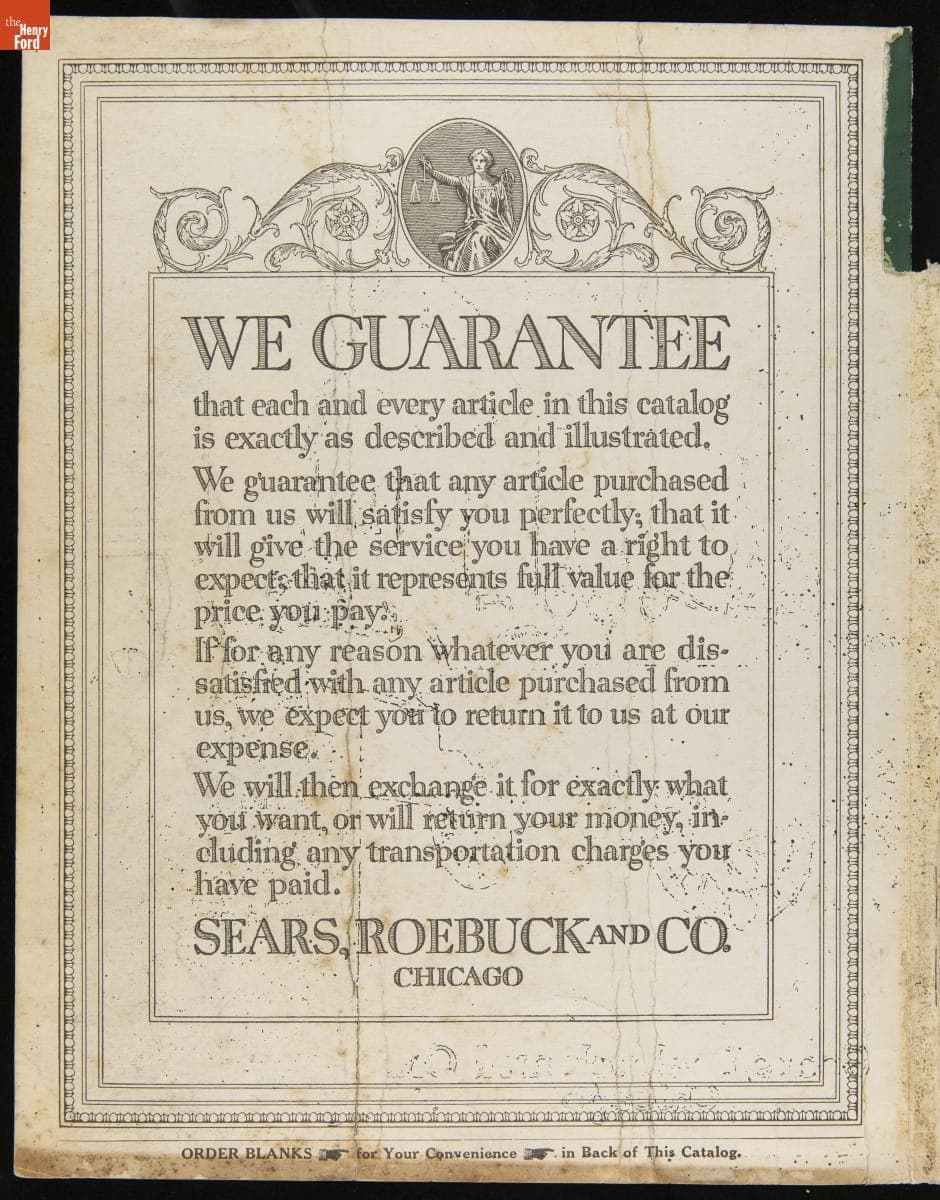 the
Henry
Ford
WE GUARANTEE
that each and every article in this catalog
is exactly as described and illustrated.
We guarantee that any article purchased
from us will satisfy you perfectly; that it
will give the service you have a right to
expect; that it represents full value for the
price you pay.
If for any reason whatever you are dis-
satisfied with any article purchased from
us, we expect you to return it to us at our
expense.
We will then exchange it for exactly what
you want, or will return your money, in-
cluding any transportation charges you
have paid.
SEARS, ROEBUCK AND CO.
CHICAGO
ORDER BLANKS for Your Convenience in Back of This Catalog.